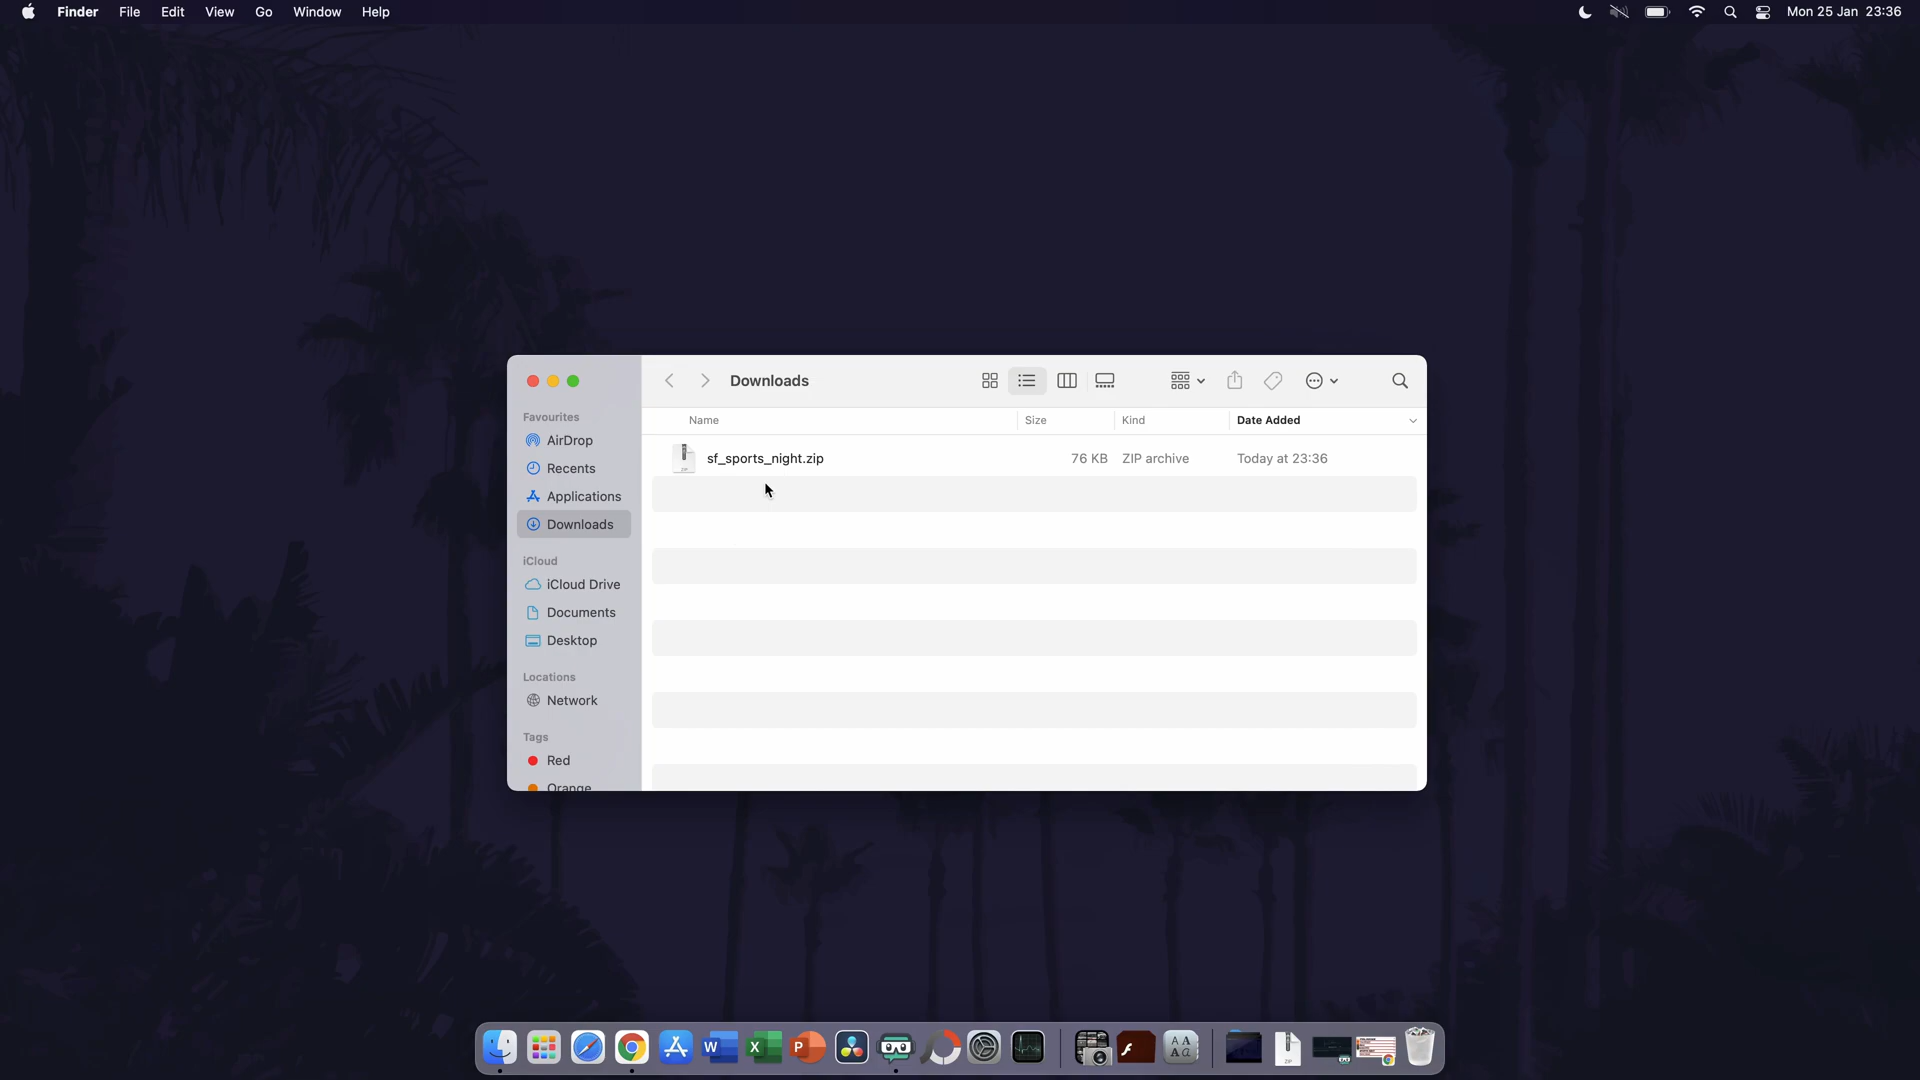 Finder File Edit View Go Window Help Mon 25 Jan 23:36
Downloads
Favourites
AirDrop
Recents
Applications
Downloads
iCloud
iCloud Drive
Documents
Desktop
Locations
Network
Tags
Red
Orange
Name Size Kind Date Added
sf_sports_night.zip 76 KB ZIP archive Today at 23:36
ZIP
W X P
A A
A a
ZIP